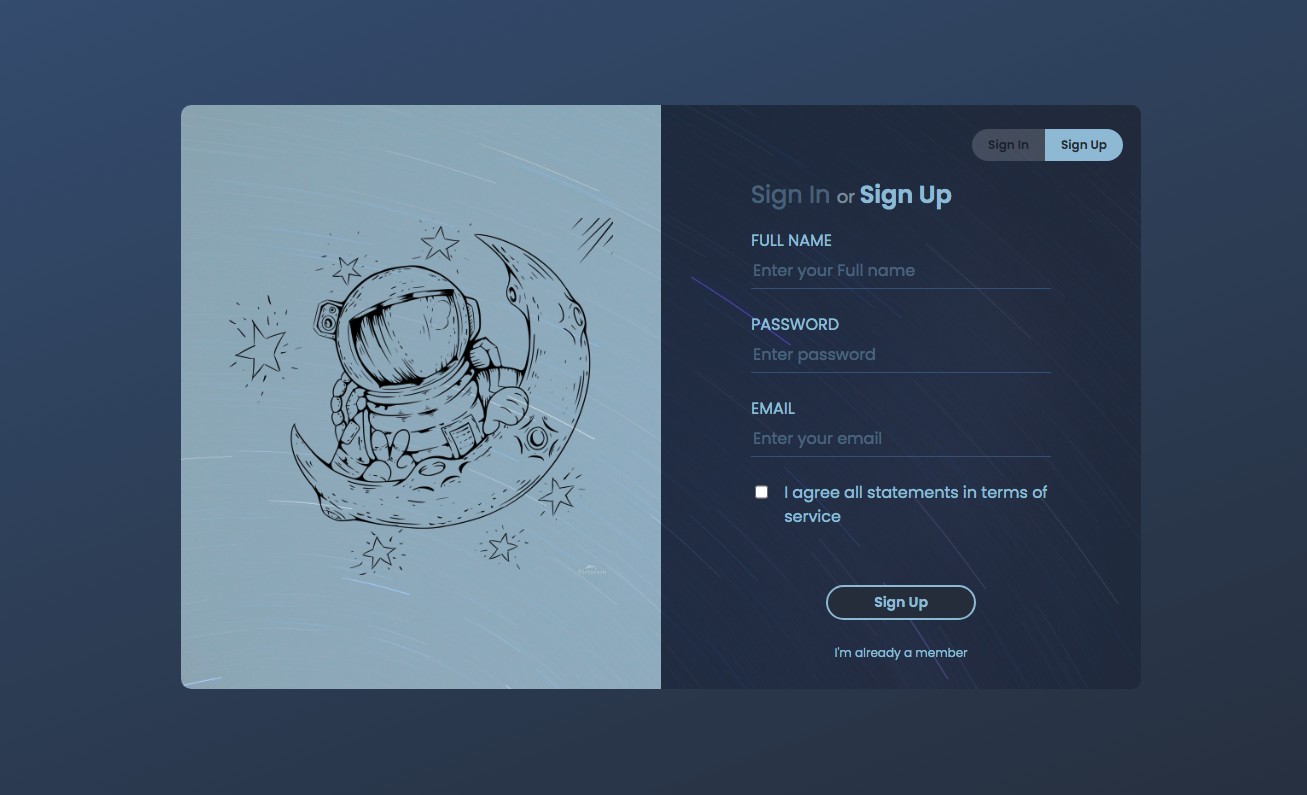 Sign In Sign Up
Sign In or Sign Up
FULL NAME
Enter your Full name
PASSWORD
Enter password
EMAIL
Enter your email
I agree all statements in terms of
service
Sign Up
I'm already a member